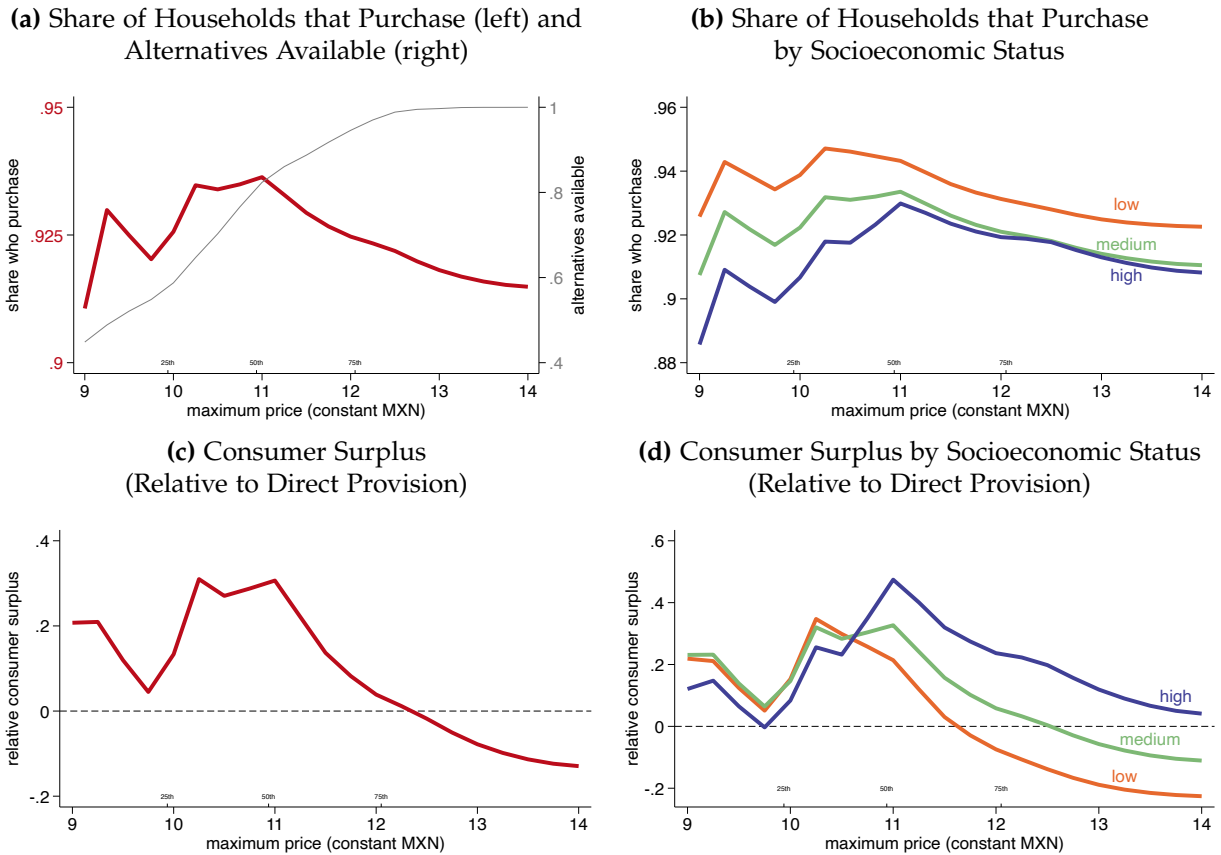 (a) Share of Households that Purchase (left) and
Alternatives Available (right)
.95
.925
.9
share who purchase
1
.8
.6
.4
alternatives available
25th
50th
75th
9
10
11
12
13
14
maximum price (constant MXN)
(b) Share of Households that Purchase
by Socioeconomic Status
.96
.94
.92
.9
.88
share who purchase
low
medium
high
25th
50th
75th
9
10
11
12
13
14
maximum price (constant MXN)
(c) Consumer Surplus
(Relative to Direct Provision)
.4
.2
0
-.2
relative consumer surplus
25th
50th
75th
9
10
11
12
13
14
maximum price (constant MXN)
(d) Consumer Surplus by Socioeconomic Status
(Relative to Direct Provision)
.6
.4
.2
0
-.2
relative consumer surplus
high
medium
low
25th
50th
75th
9
10
11
12
13
14
maximum price (constant MXN)